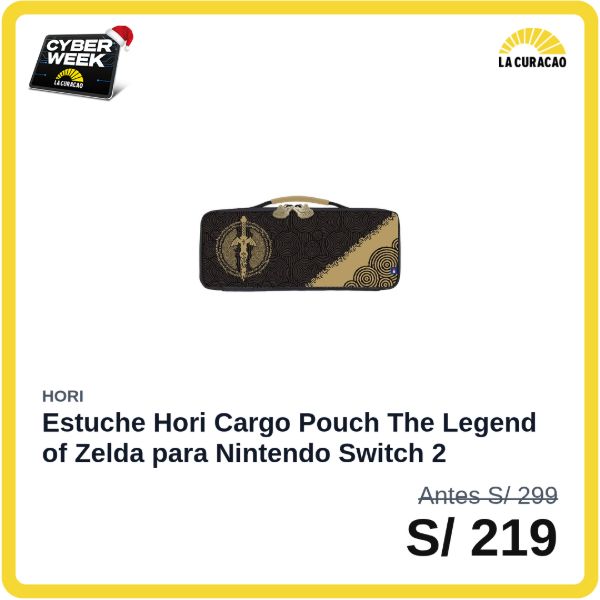 CYBER
WEEK
LA CURACAO
LA CURACAO
HORI
Estuche Hori Cargo Pouch The Legend
of Zelda para Nintendo Switch 2
Antes S/ 299
S/ 219